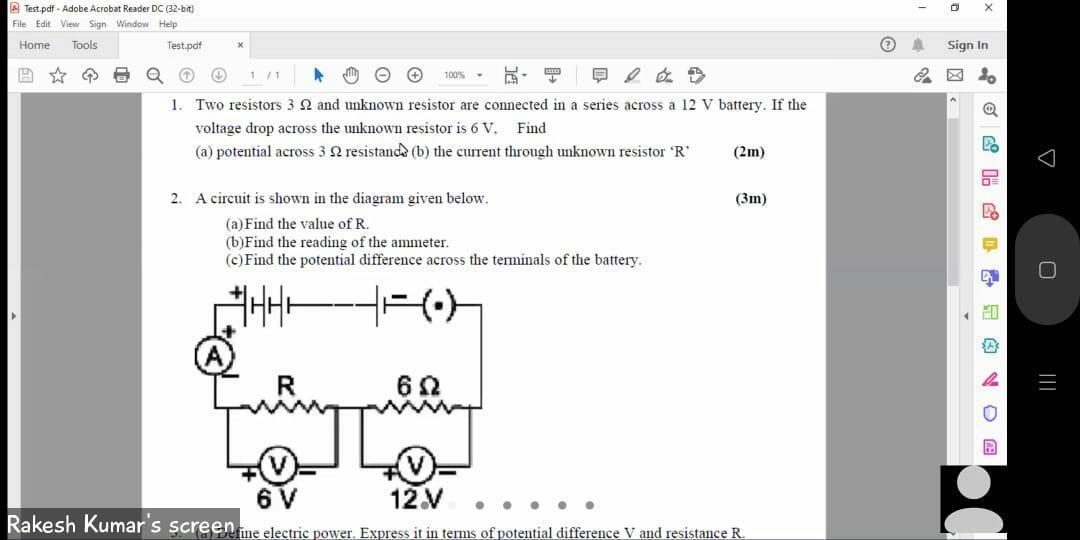 Test.pdf - Adobe Acrobat Reader DC (32-bit)
File Edit View Sign Window Help
Home Tools Test.pdf × ? Sign In
1 / 1 100%
1. Two resistors 3 Ω and unknown resistor are connected in a series across a 12 V battery. If the
voltage drop across the unknown resistor is 6 V, Find
(a) potential across 3 Ω resistance (b) the current through unknown resistor ‘R’ (2m)
2. A circuit is shown in the diagram given below. (3m)
(a)Find the value of R.
(b)Find the reading of the ammeter.
(c)Find the potential difference across the terminals of the battery.
+ −
+
A
−
R 6 Ω
+ V − + V −
6 V 12 V
Rakesh Kumar's screen
3. (a) Define electric power. Express it in terms of potential difference V and resistance R.